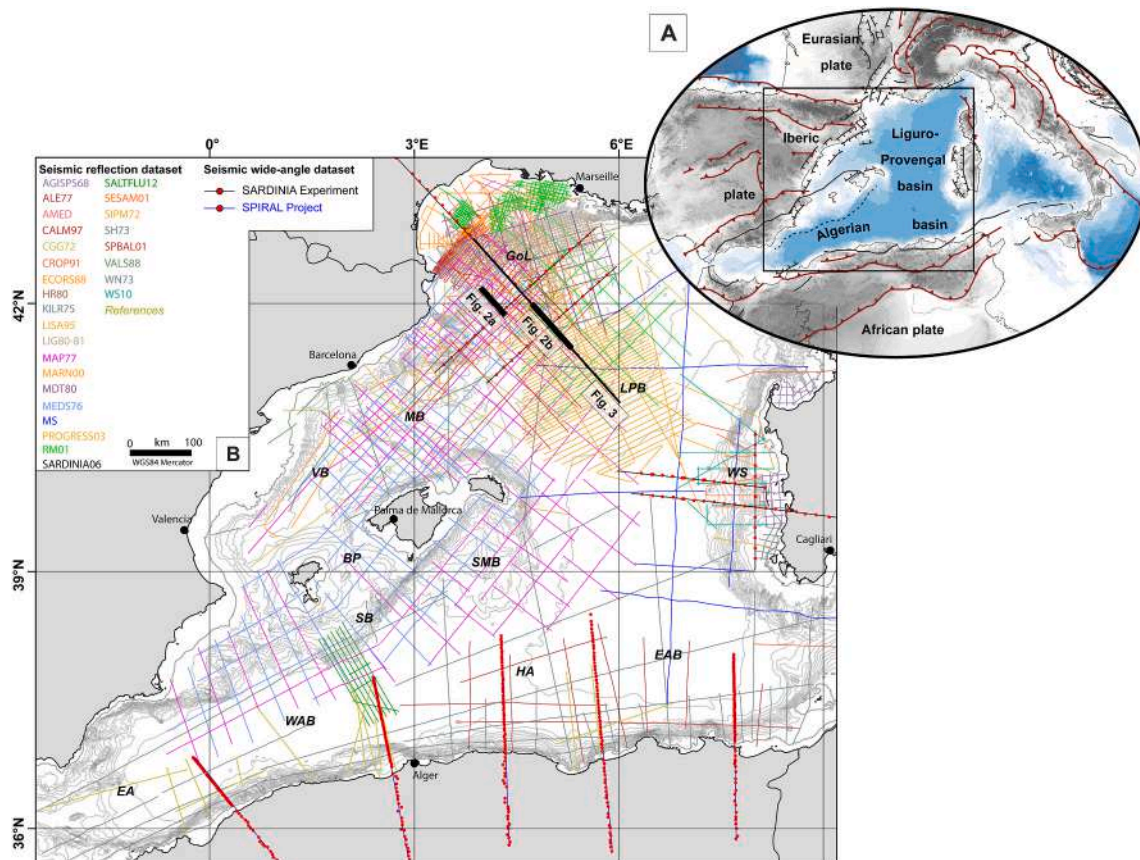 A
Eurasian
plate
Iberic
plate
Liguro-
Provençal
basin
Algerian
basin
African plate
0°
3°E
6°E
Seismic reflection dataset
AGISPS68
ALE77
AMED
CALM97
CGG72
CROP91
ECORS88
HR80
KILR75
LISA95
LIG80-81
MAP77
MARN00
MDT80
MEDS76
MS
PROGRESS03
RM01
SARDINIA06
SALTFLU12
SESAM01
SIPM72
SH73
SPBAL01
VALS88
WN73
WS10
References
Seismic wide-angle dataset
SARDINIA Experiment
SPIRAL Project
0 km 100
WGS84 Mercator
B
Marseille
GoL
42°N
Fig. 2a
Fig. 2b
Barcelona
LPB
Fig. 3
MB
VB
WS
Palma de Mallorca
Valencia
Cagliari
BP
SMB
39°N
SB
HA
EAB
WAB
Alger
EA
36°N